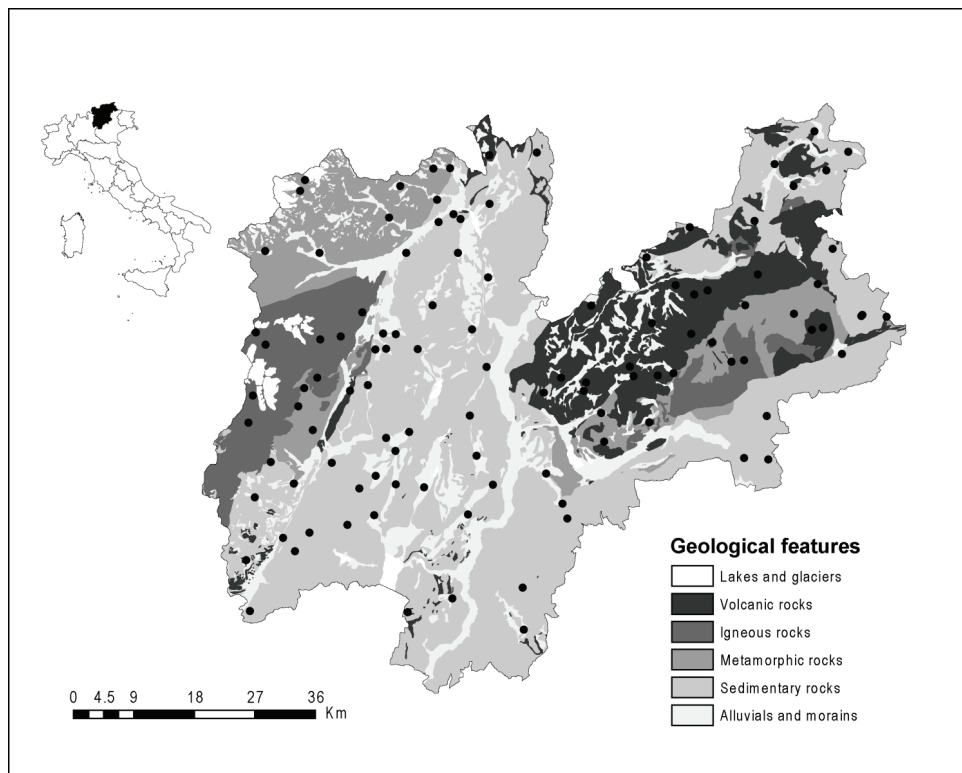 Geological features
Lakes and glaciers
Volcanic rocks
Igneous rocks
Metamorphic rocks
Sedimentary rocks
Alluvials and morains
0 4.5 9 18 27 36
Km